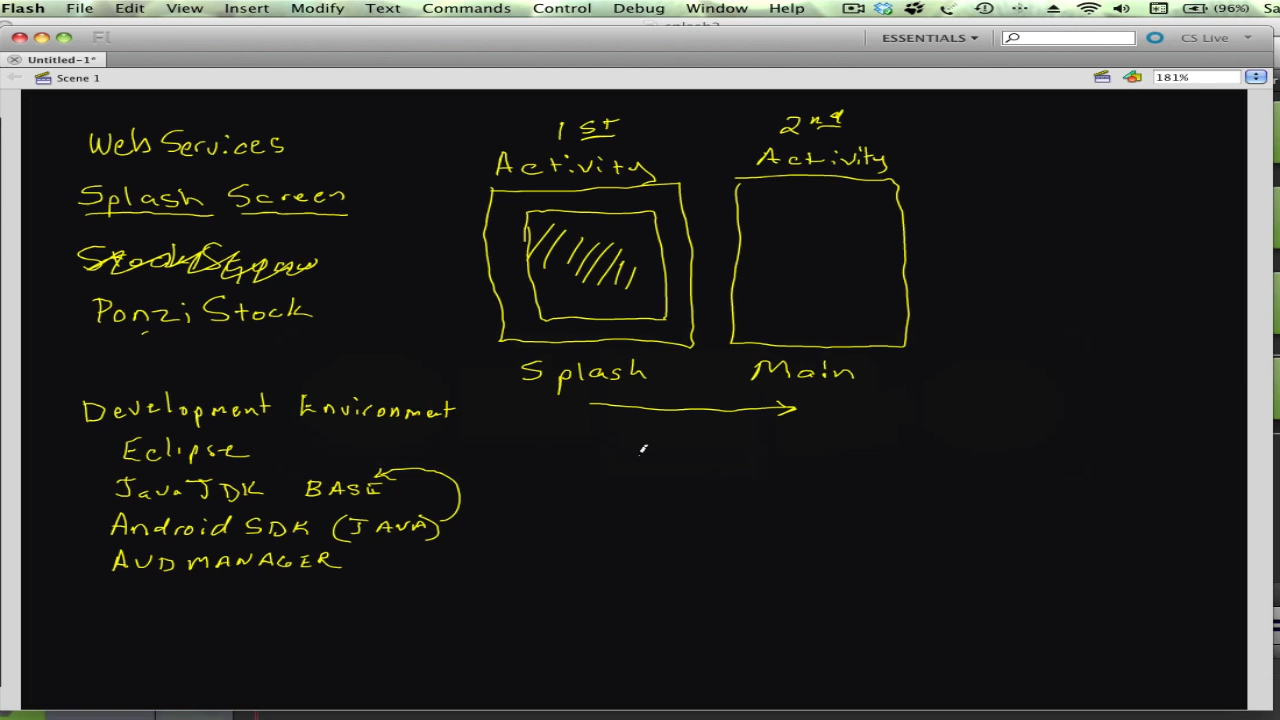 Flash File Edit View Insert Modify Text Commands Control Debug Window Help (96%) Sa
ESSENTIALS CS Live
Untitled-1*
Scene 1 181%
Web Services
Splash Screen
Ponzi Stock
Development Environment
Eclipse
Java JDK BASE
Android SDK (JAVA)
AVD MANAGER
1st
Activity
Splash
2nd
Activity
Main